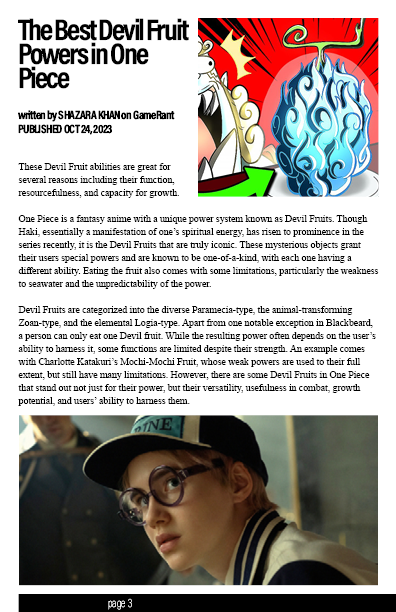 The Best Devil Fruit
Powers in One
Piece
written by SHAZARA KHAN on GameRant
PUBLISHED OCT 24, 2023
These Devil Fruit abilities are great for
several reasons including their function,
resourcefulness, and capacity for growth.
One Piece is a fantasy anime with a unique power system known as Devil Fruits. Though
Haki, essentially a manifestation of one's spiritual energy, has risen to prominence in the
series recently, it is the Devil Fruits that are truly iconic. These mysterious objects grant
their users special powers and are known to be one-of-a-kind, with each one having a
different ability. Eating the fruit also comes with some limitations, particularly the weakness
to seawater and the unpredictability of the power.
Devil Fruits are categorized into the diverse Paramecia-type, the animal-transforming
Zoan-type, and the elemental Logia-type. Apart from one notable exception in Blackbeard,
a person can only eat one Devil fruit. While the resulting power often depends on the user's
ability to harness it, some functions are limited despite their strength. An example comes
with Charlotte Katakuri's Mochi-Mochi Fruit, whose weak powers are used to their full
extent, but still have many limitations. However, there are some Devil Fruits in One Piece
that stand out not just for their power, but their versatility, usefulness in combat, growth
potential, and users' ability to harness them.
RINE
page 3